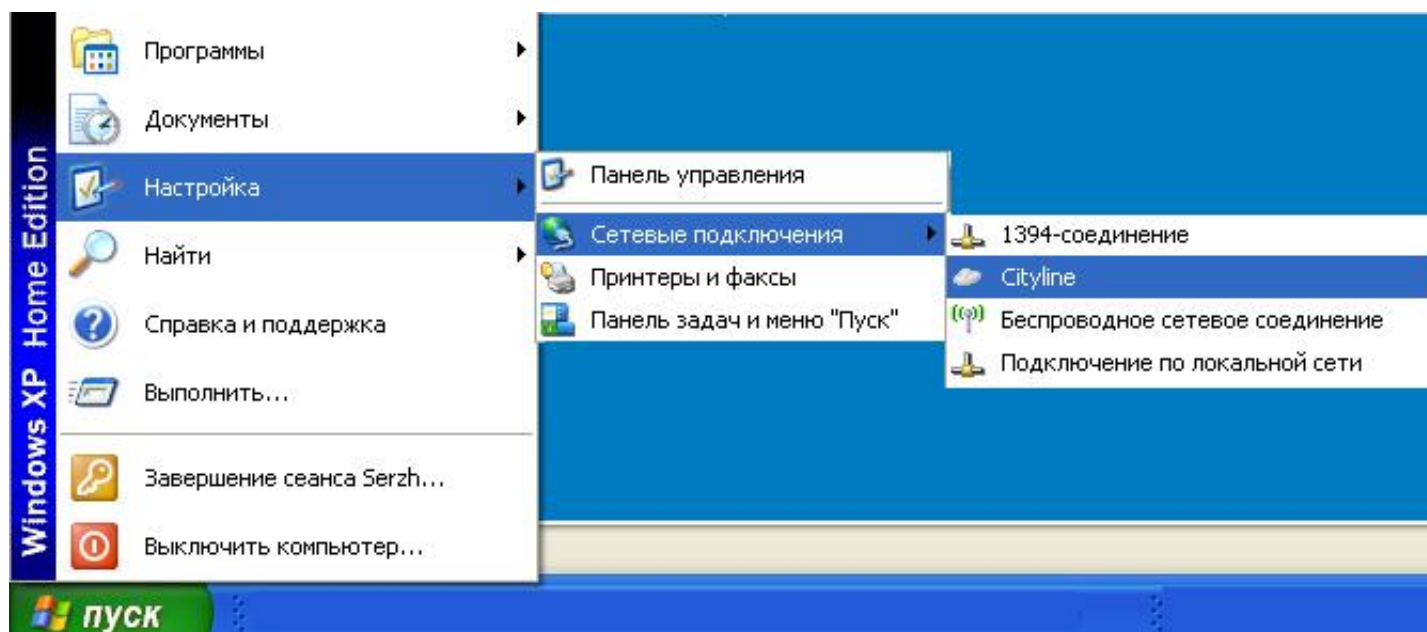 Windows XP Home Edition
Программы
Документы
Настройка
Найти
Справка и поддержка
Выполнить...
Завершение сеанса Serzh...
Выключить компьютер...
Панель управления
Сетевые подключения
Принтеры и факсы
Панель задач и меню "Пуск"
1394-соединение
Cityline
Беспроводное сетевое соединение
Подключение по локальной сети
пуск